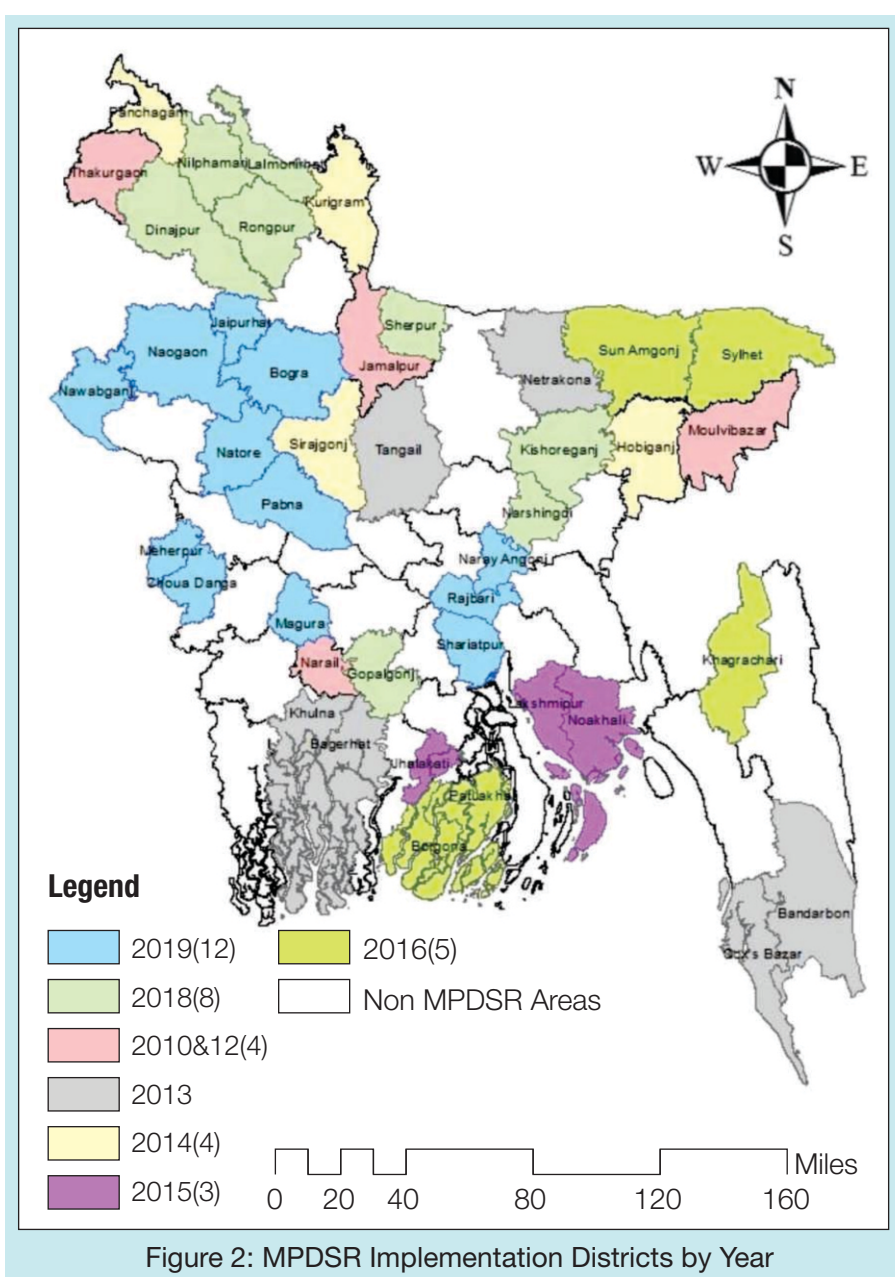 N
W E
S
Panchagam
Thakurgaon
Nilphamari
Lalmonirhat
Kurigram
Dinajpur
Rongpur
Jaipurhat
Sherpur
Naogaon
Sun Amgonj
Sylhet
Bogra
Jamalpur
Netrakona
Nawabganj
Moulvibazar
Natore
Sirajgonj
Tangail
Kishoreganj
Hobiganj
Pabna
Narshingdi
Meherpur
Naray Angonj
Choua Danga
Rajbari
Magura
Shariatpur
Narail
Gopalgonj
Khagrachari
Khulna
Lakshmipur
Noakhali
Bagerhat
Jhalakati
Patuakha
Borgona
Bandarbon
Cox's Bazar
Legend
2019(12)
2018(8)
2010&12(4)
2013
2014(4)
2015(3)
2016(5)
Non MPDSR Areas
Miles
0 20 40 80 120 160
Figure 2: MPDSR Implementation Districts by Year